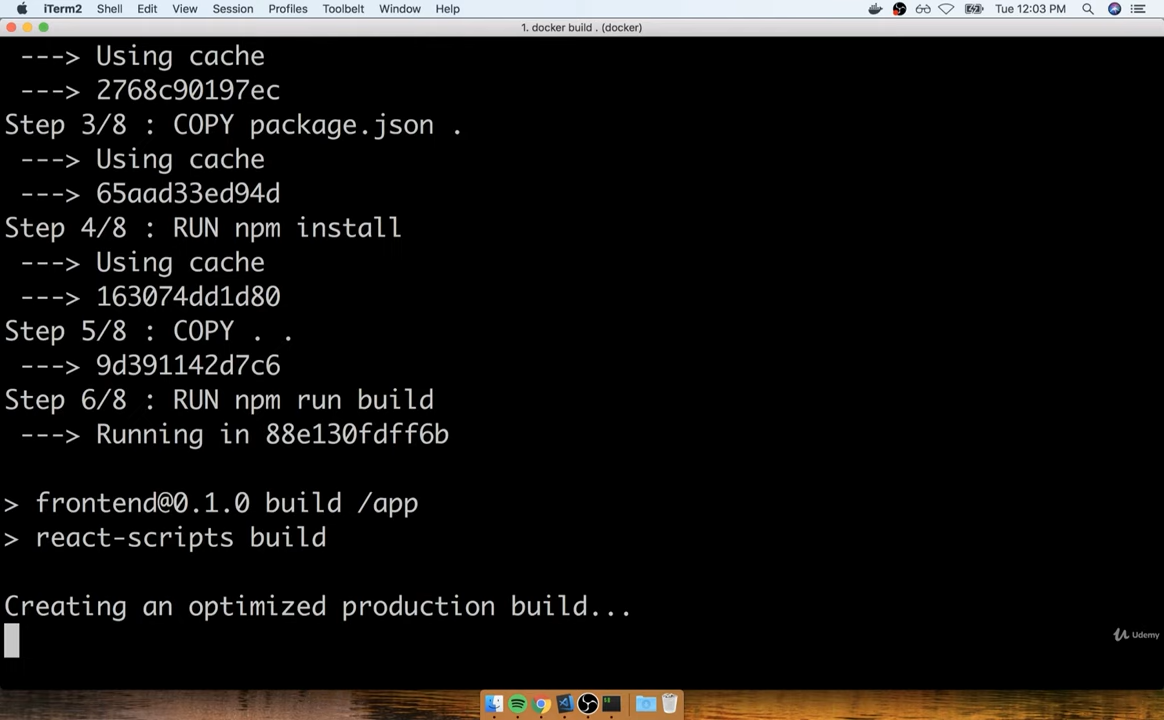 iTerm2 Shell Edit View Session Profiles Toolbelt Window Help Tue 12:03 PM
1. docker build . (docker)
---> Using cache
---> 2768c90197ec
Step 3/8 : COPY package.json .
---> Using cache
---> 65aad33ed94d
Step 4/8 : RUN npm install
---> Using cache
---> 163074dd1d80
Step 5/8 : COPY . .
---> 9d391142d7c6
Step 6/8 : RUN npm run build
---> Running in 88e130fdff6b
> frontend@0.1.0 build /app
> react-scripts build
Creating an optimized production build...
Udemy